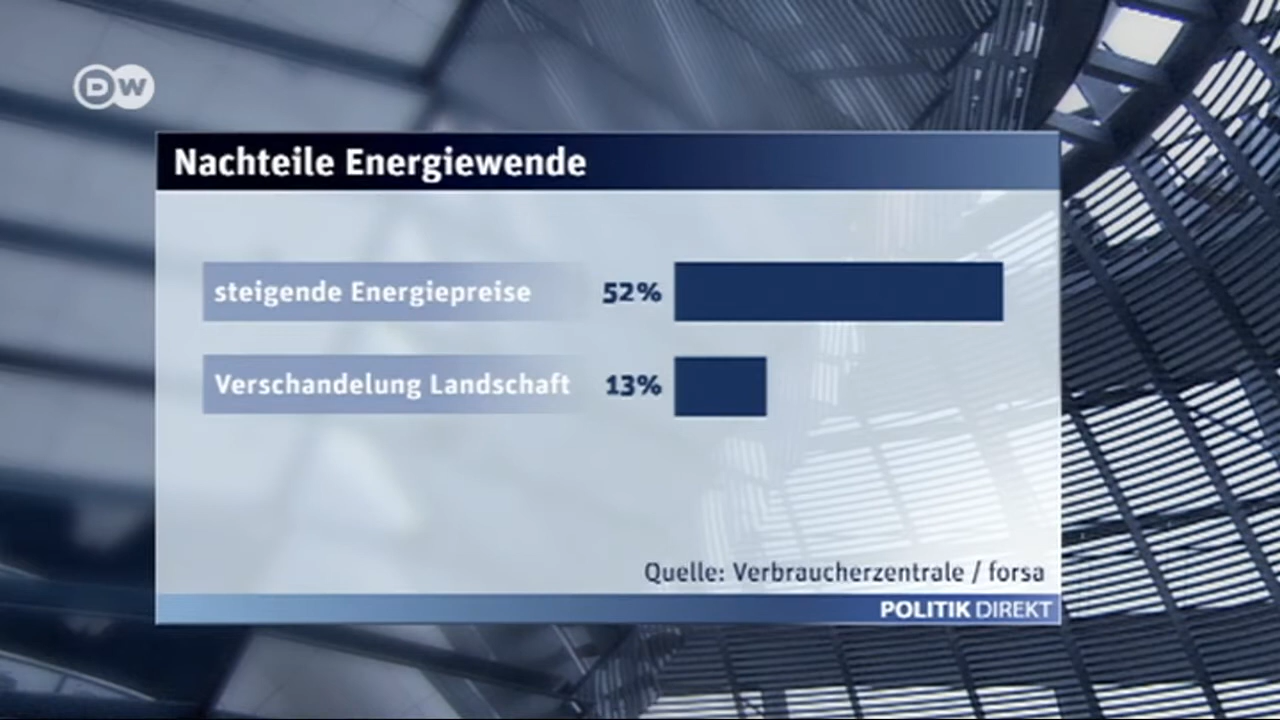 DW
Nachteile Energiewende
steigende Energiepreise 52%
Verschandelung Landschaft 13%
Quelle: Verbraucherzentrale / forsa
POLITIK DIREKT